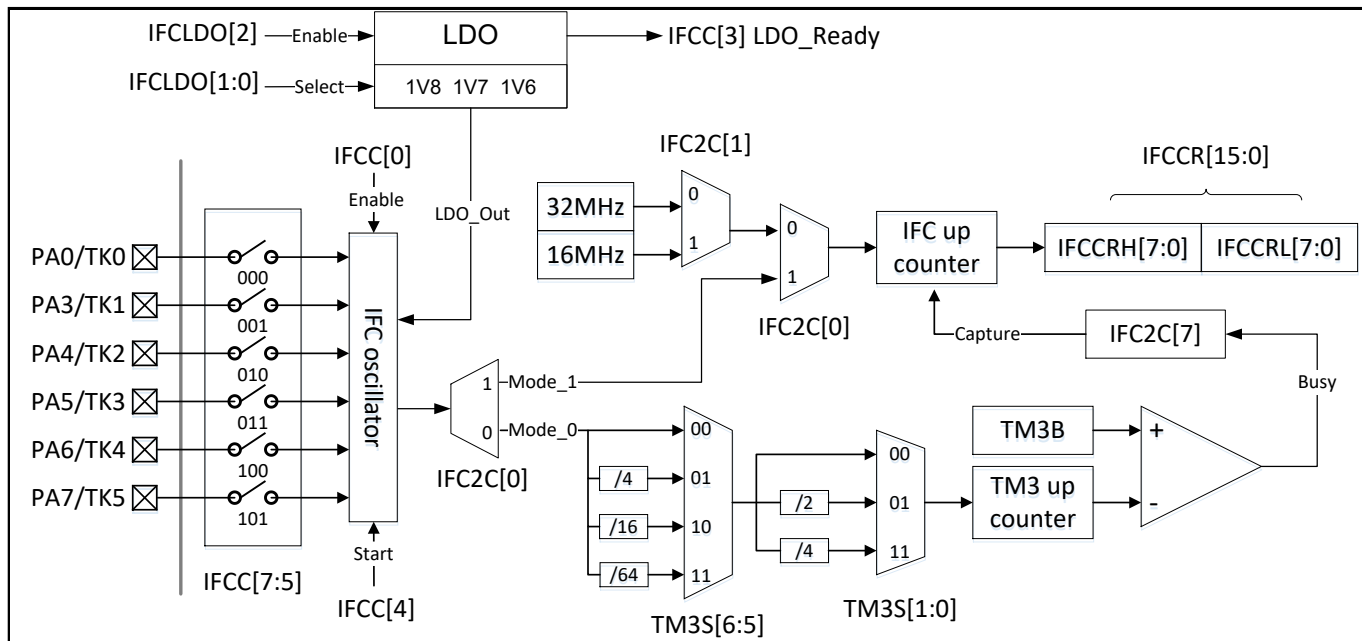 IFCLDO[2]
Enable
LDO
IFCC[3] LDO_Ready
IFCLDO[1:0]
Select
1V8 1V7 1V6
IFCC[0]
Enable
LDO_Out
IFC2C[1]
IFCCR[15:0]
32MHz
16MHz
0
1
0
1
IFC2C[0]
IFC up
counter
IFCCRH[7:0]
IFCCRL[7:0]
Capture
IFC2C[7]
Busy
PA0/TK0
000
PA3/TK1
001
PA4/TK2
010
PA5/TK3
011
PA6/TK4
100
PA7/TK5
101
IFCC[7:5]
IFC oscillator
Start
IFCC[4]
1
0
IFC2C[0]
Mode_1
Mode_0
/4
/16
/64
00
01
10
11
TM3S[6:5]
/2
/4
00
01
11
TM3S[1:0]
TM3B
TM3 up
counter
+
-